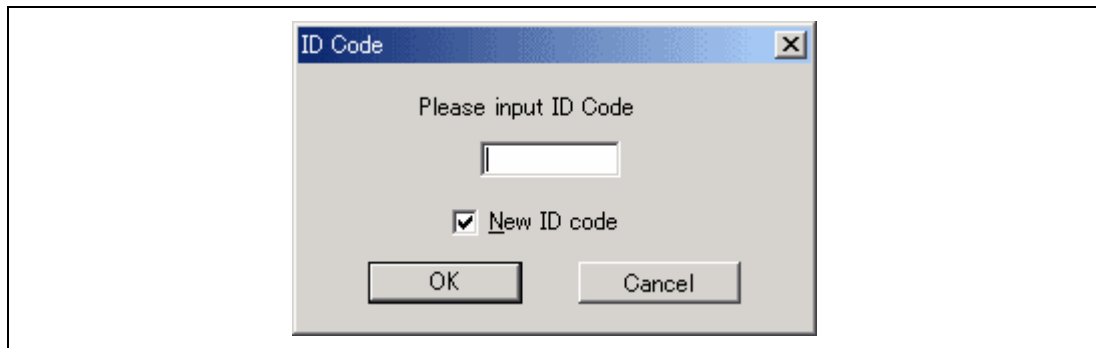 ID Code
Please input ID Code
New ID code
OK
Cancel